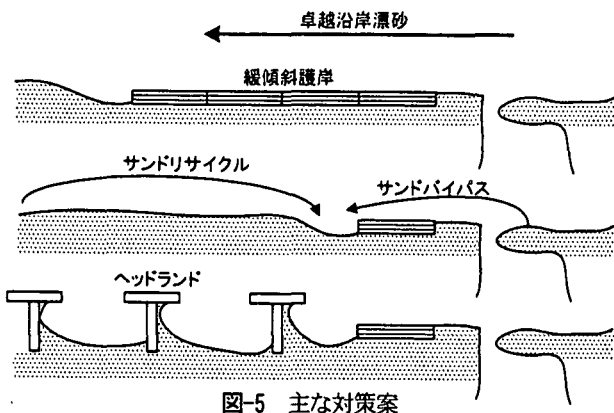 卓越沿岸漂砂
緩傾斜護岸
サンドリサイクル
サンドバイパス
ヘッドランド
図-5 主な対策案